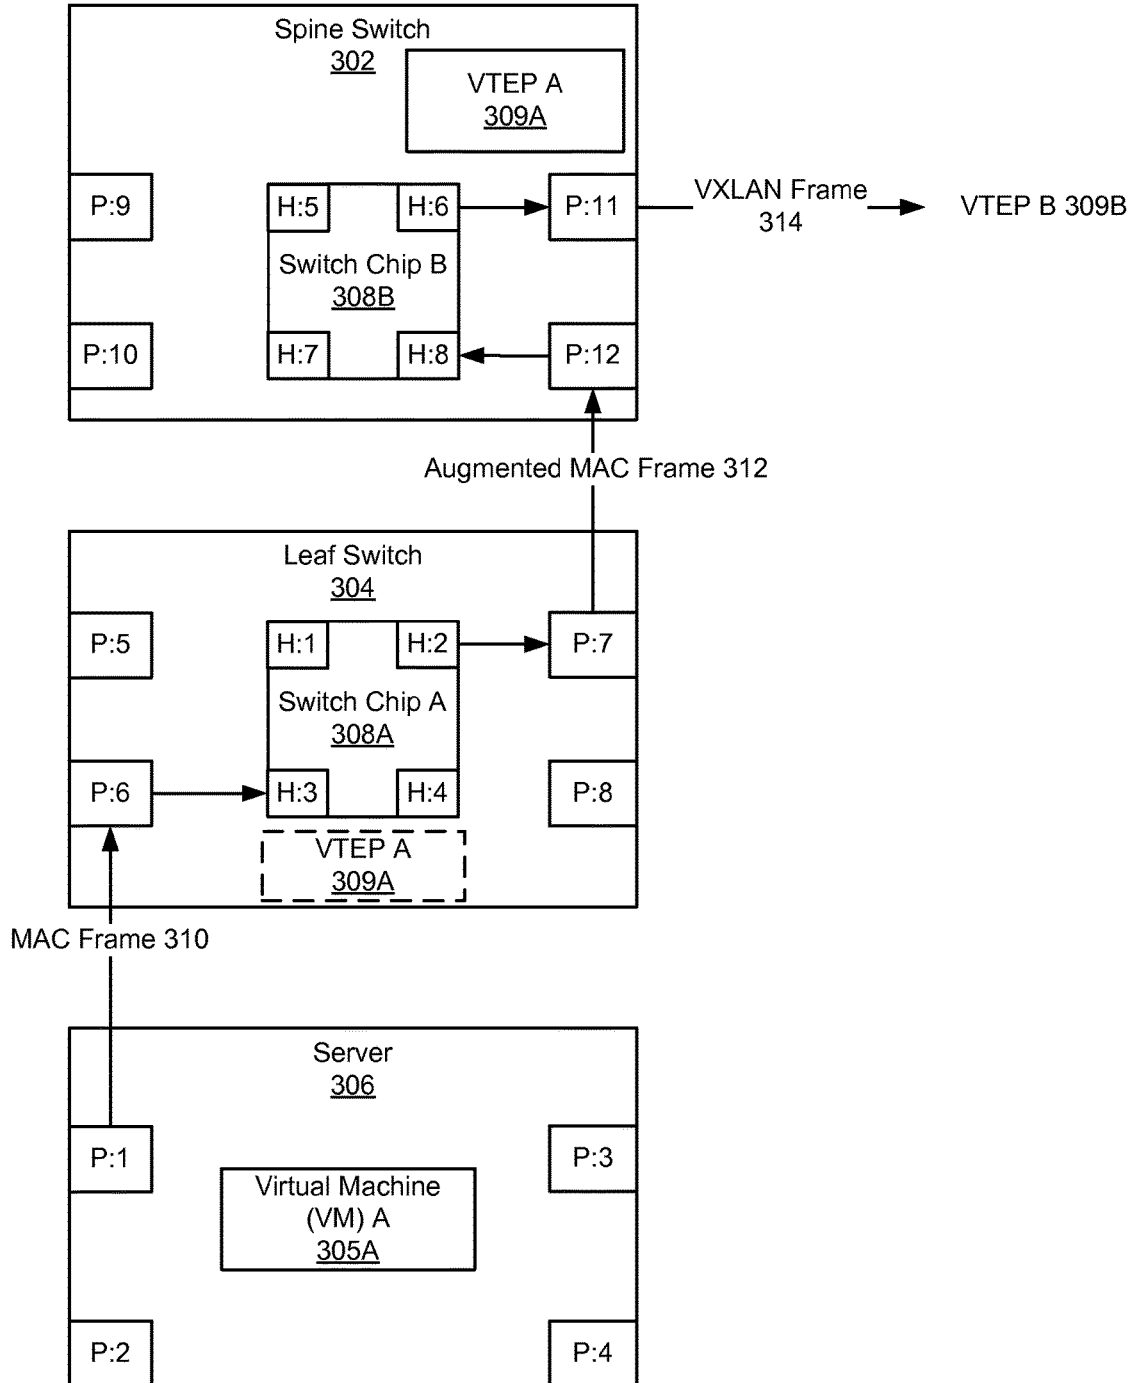 Spine Switch
302
VTEP A
309A
P:9
H:5
H:6
P:11
VXLAN Frame
314
VTEP B 309B
Switch Chip B
308B
P:10
H:7
H:8
P:12
Augmented MAC Frame 312
Leaf Switch
304
P:5
H:1
H:2
P:7
Switch Chip A
308A
P:6
H:3
H:4
P:8
VTEP A
309A
MAC Frame 310
Server
306
P:1
P:3
Virtual Machine
(VM) A
305A
P:2
P:4